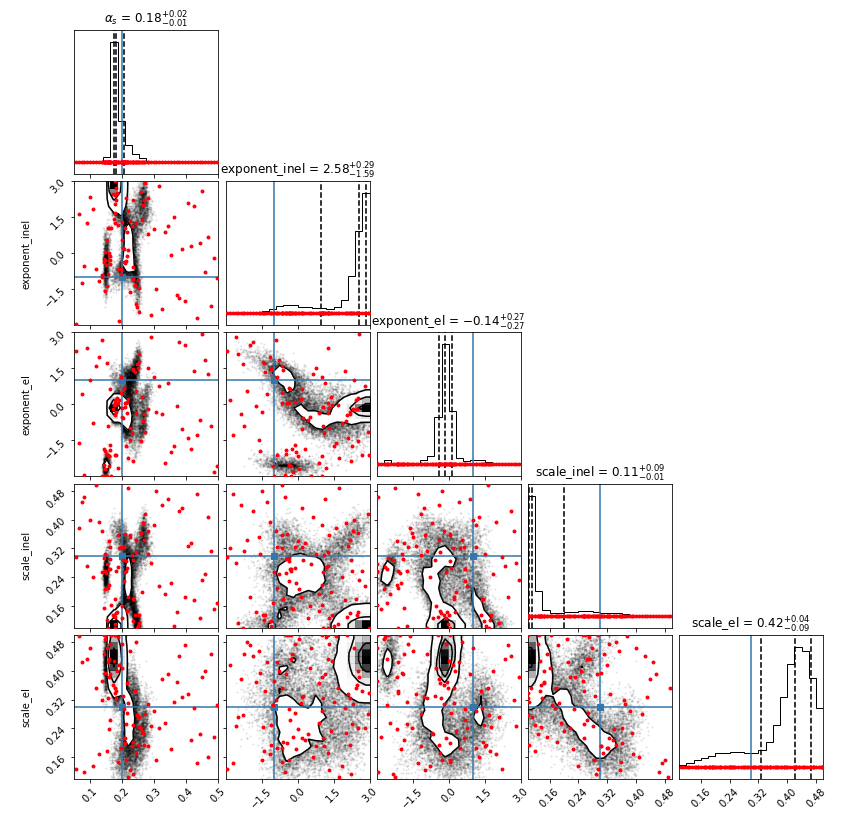 α_s = 0.18^{+0.02}_{-0.01}
exponent_inel = 2.58^{+0.29}_{-1.59}
3.0
1.5
0.0
−1.5
exponent_inel
exponent_el = −0.14^{+0.27}_{-0.27}
3.0
1.5
0.0
−1.5
exponent_el
scale_inel = 0.11^{+0.09}_{-0.01}
0.48
0.40
0.32
0.24
0.16
scale_inel
scale_el = 0.42^{+0.04}_{-0.09}
0.48
0.40
0.32
0.24
0.16
scale_el
0.1 0.2 0.3 0.4 0.5 −1.5 0.0 1.5 3.0 −1.5 0.0 1.5 3.0 0.16 0.24 0.32 0.40 0.48 0.16 0.24 0.32 0.40 0.48